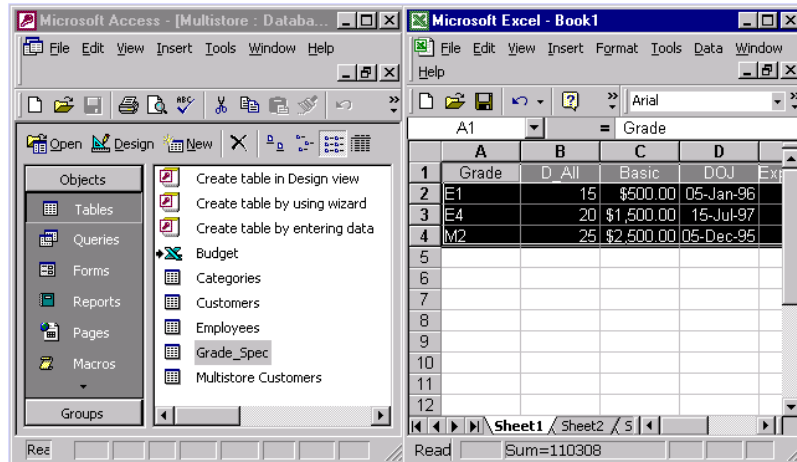 Microsoft Access - [Multistore : Databa...
File Edit View Insert Tools Window Help
Open Design New
Objects
Tables
Queries
Forms
Reports
Pages
Macros
Groups
Create table in Design view
Create table by using wizard
Create table by entering data
Budget
Categories
Customers
Employees
Grade_Spec
Multistore Customers
Rea
Microsoft Excel - Book1
File Edit View Insert Format Tools Data Window
Help
Arial
A1 = Grade
A B C D
1 Grade D_All Basic DOJ Exp
2 E1 15 $500.00 05-Jan-96
3 E4 20 $1,500.00 15-Jul-97
4 M2 25 $2,500.00 05-Dec-95
5
6
7
8
9
10
11
12
Sheet1 Sheet2 S
Read Sum=110308